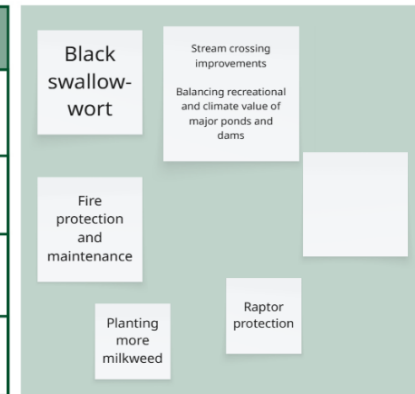 Black
swallow-
wort
Stream crossing
improvements
Balancing recreational
and climate value of
major ponds and
dams
Fire
protection
and
maintenance
Planting
more
milkweed
Raptor
protection